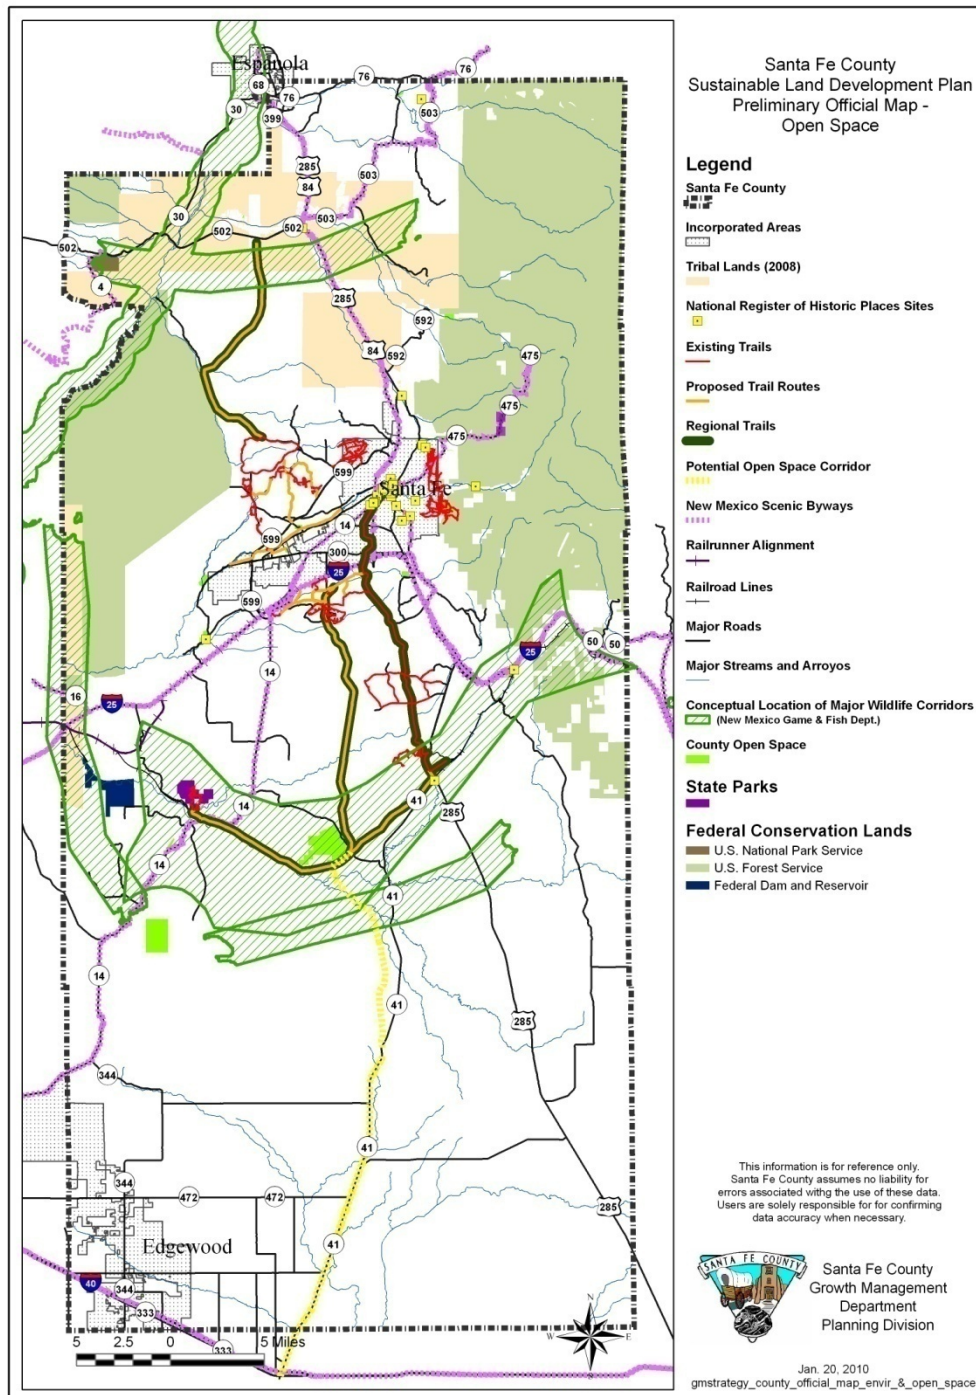 Santa Fe County
Sustainable Land Development Plan
Preliminary Official Map -
Open Space
Legend
Santa Fe County
Incorporated Areas
Tribal Lands (2008)
National Register of Historic Places Sites
Existing Trails
Proposed Trail Routes
Regional Trails
Potential Open Space Corridor
New Mexico Scenic Byways
Railrunner Alignment
Railroad Lines
Major Roads
Major Streams and Arroyos
Conceptual Location of Major Wildlife Corridors
(New Mexico Game & Fish Dept.)
County Open Space
State Parks
Federal Conservation Lands
U.S. National Park Service
U.S. Forest Service
Federal Dam and Reservoir
This information is for reference only.
Santa Fe County assumes no liability for
errors associated withg the use of these data.
Users are solely responsible for for confirming
data accuracy when necessary.
SANTA FE COUNTY
Santa Fe County
Growth Management
Department
Planning Division
Jan. 20, 2010
gmstrategy_county_official_map_envir_&_open_space
Espanola
68
76
76
76
30
399
503
285
84
503
30
502
502
503
502
4
285
592
84
592
475
475
475
599
Santa Fe
14
599
300
25
599
50
50
25
14
16
25
14
41
285
14
41
14
41
285
344
41
344
472
472
285
Edgewood
41
40
344
333
333
5
2.5
0
5 Miles
N
W
E
S